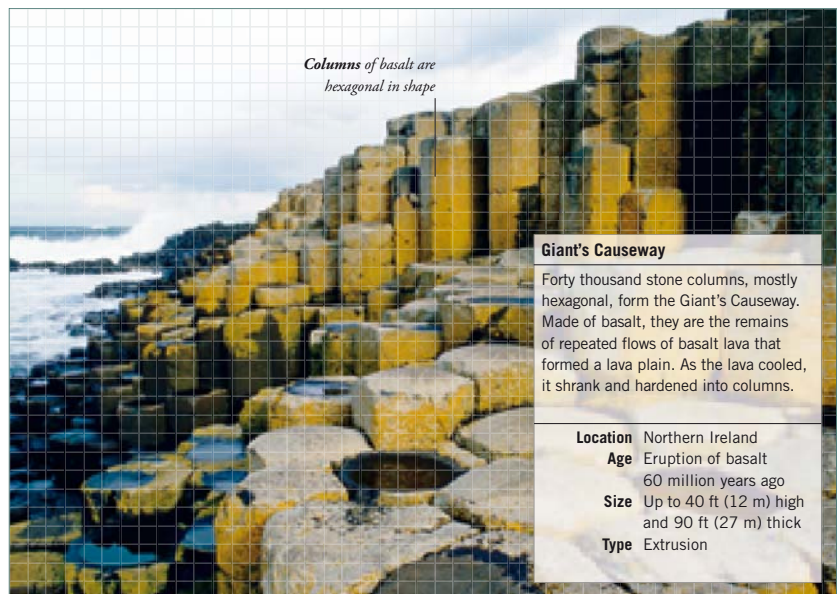 Columns of basalt are
hexagonal in shape
Giant's Causeway
Forty thousand stone columns, mostly
hexagonal, form the Giant's Causeway.
Made of basalt, they are the remains
of repeated flows of basalt lava that
formed a lava plain. As the lava cooled,
it shrank and hardened into columns.
Location Northern Ireland
Age Eruption of basalt
60 million years ago
Size Up to 40 ft (12 m) high
and 90 ft (27 m) thick
Type Extrusion